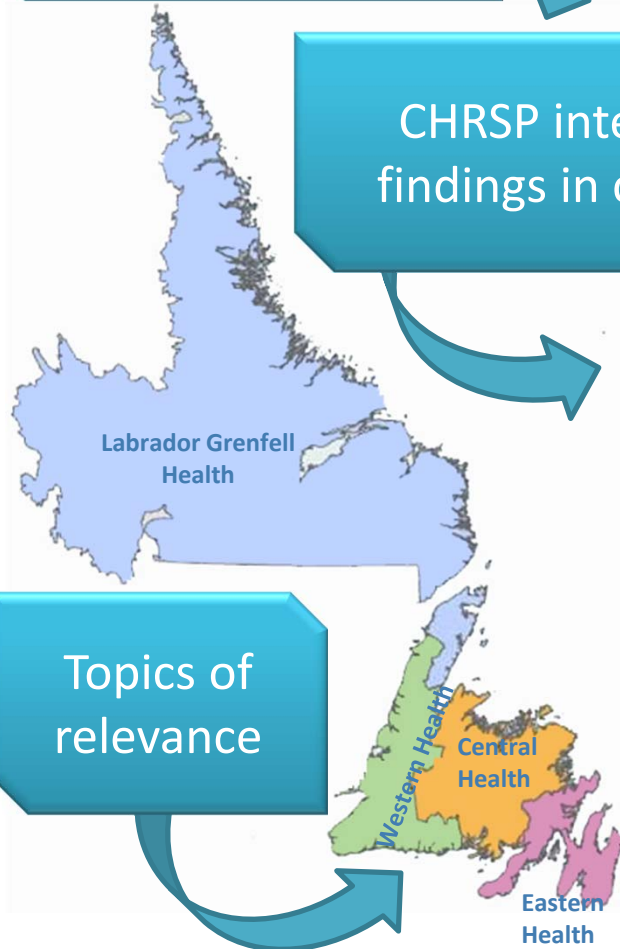 CHRSP inte
findings in
Labrador Grenfell
Health
Topics of
relevance
Western Health
Central
Health
Eastern
Health